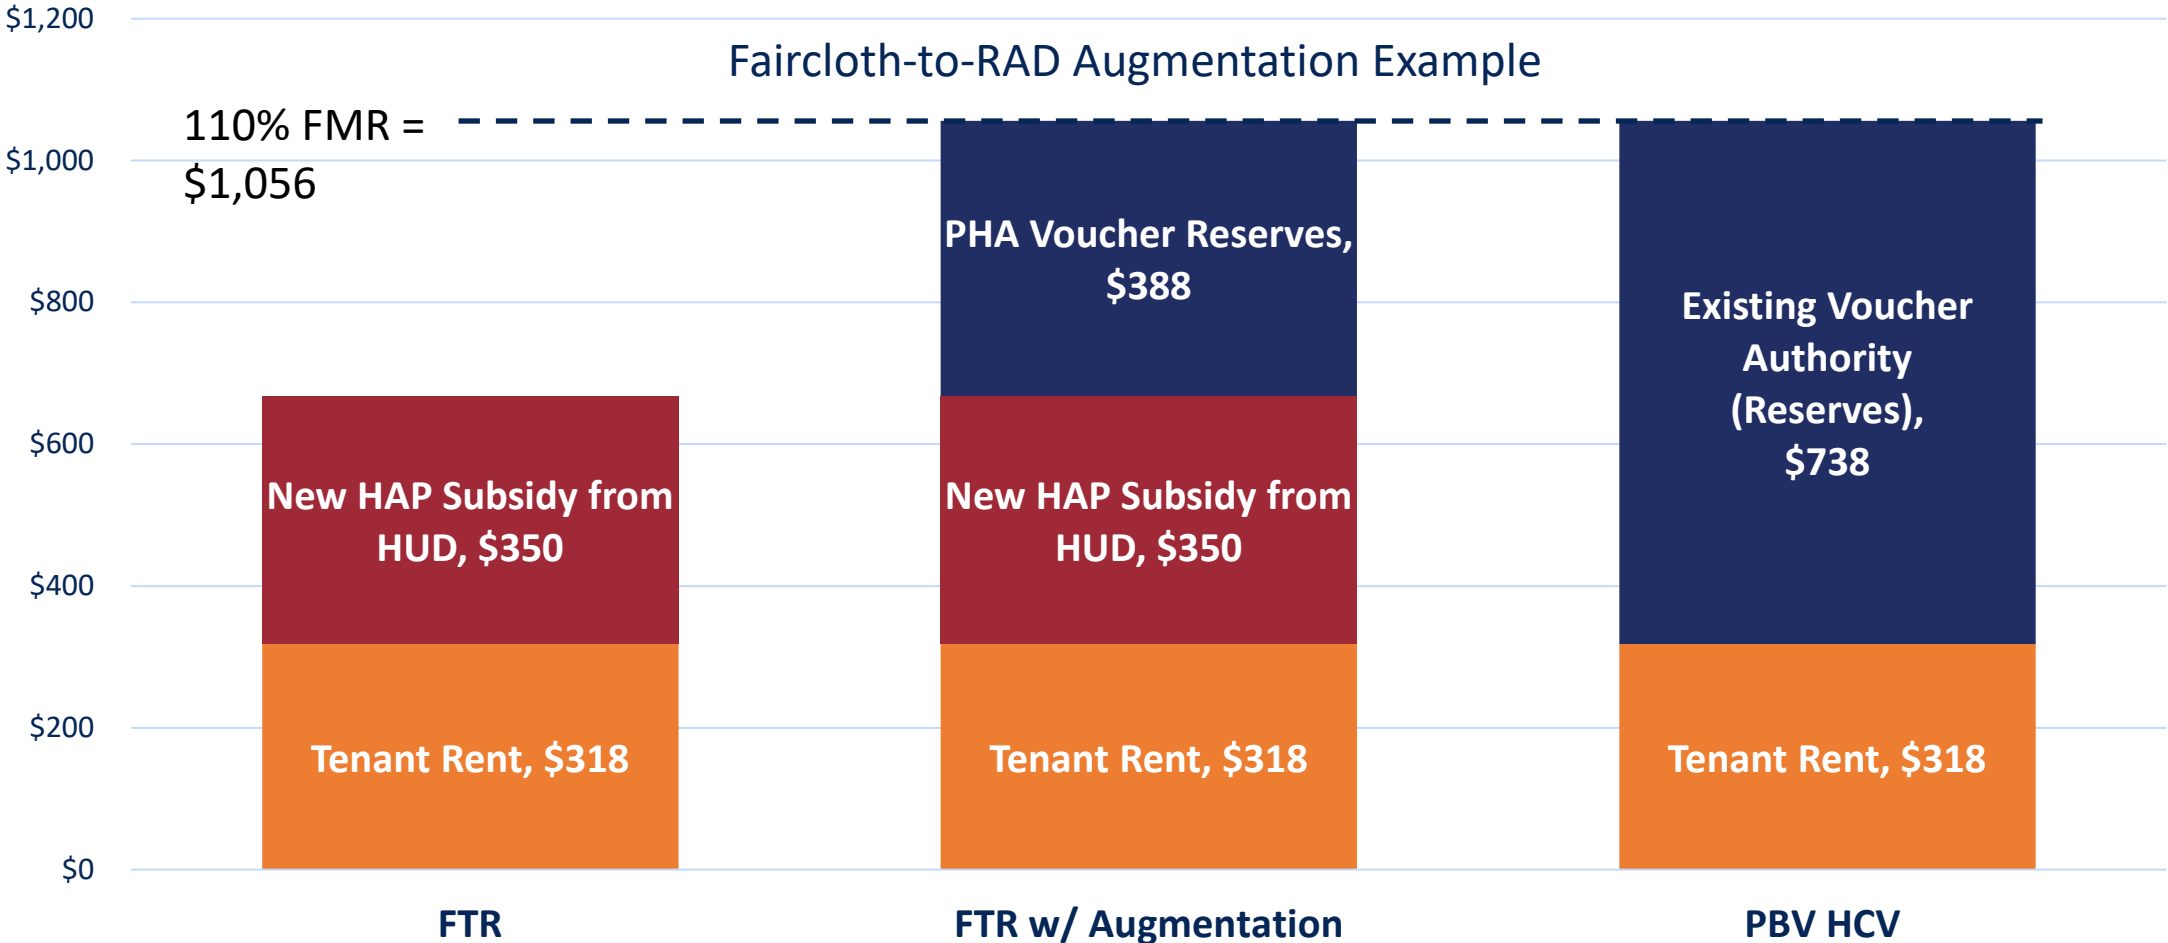 $1,200
Faircloth-to-RAD Augmentation Example
110% FMR =
$1,056
$1,000
$800
$600
$400
$200
$0
New HAP Subsidy from
HUD, $350
Tenant Rent, $318
PHA Voucher Reserves,
$388
New HAP Subsidy from
HUD, $350
Tenant Rent, $318
Existing Voucher
Authority
(Reserves),
$738
Tenant Rent, $318
FTR
FTR w/ Augmentation
PBV HCV